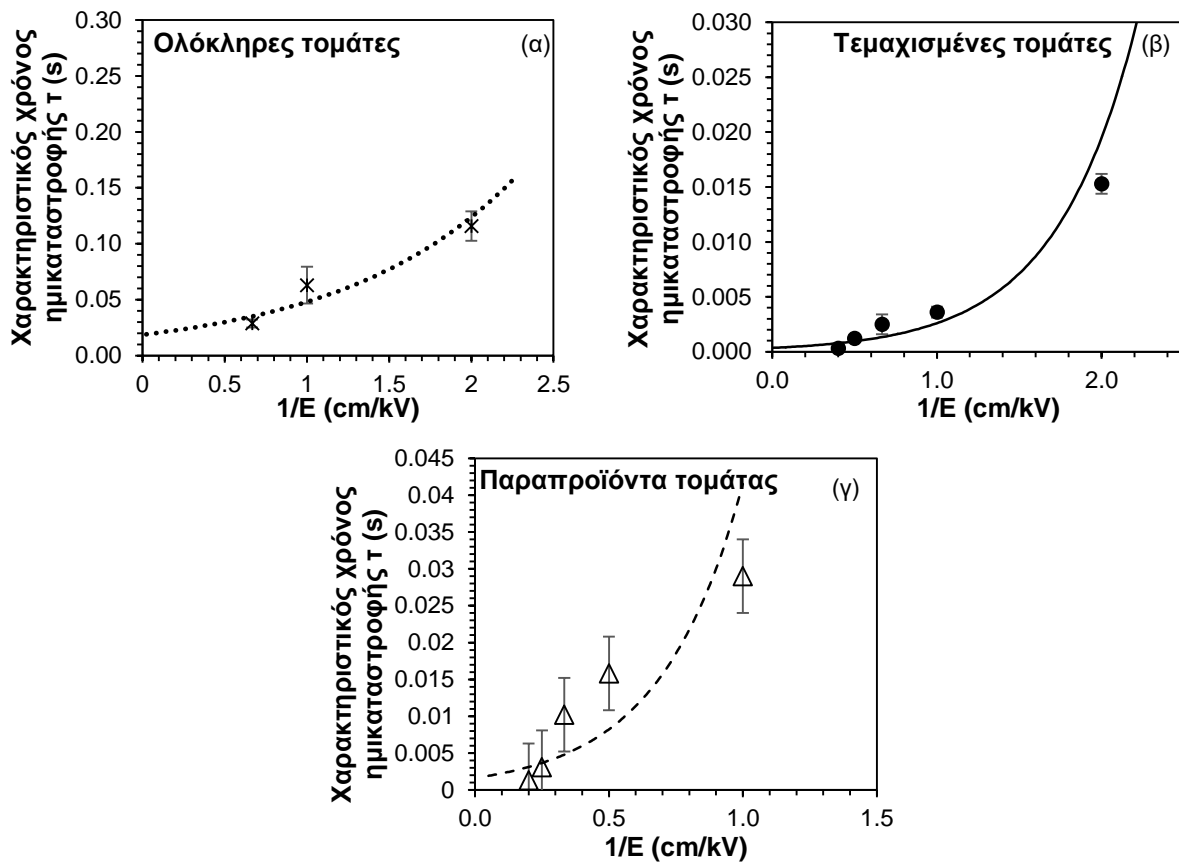 Χαρακτηριστικός χρόνος
ημικαταστροφής τ (s)
0.30
0.25
0.20
0.15
0.10
0.05
0.00
Ολόκληρες τομάτες
(α)
0
0.5
1
1.5
2
2.5
1/E (cm/kV)
Χαρακτηριστικός χρόνος
ημικαταστροφής τ (s)
0.030
0.025
0.020
0.015
0.010
0.005
0.000
Τεμαχισμένες τομάτες
(β)
0.0
1.0
2.0
1/E (cm/kV)
Χαρακτηριστικός χρόνος
ημικαταστροφής τ (s)
0.045
0.04
0.035
0.03
0.025
0.02
0.015
0.01
0.005
0
Παραπροϊόντα τομάτας
(γ)
0.0
0.5
1.0
1.5
1/E (cm/kV)